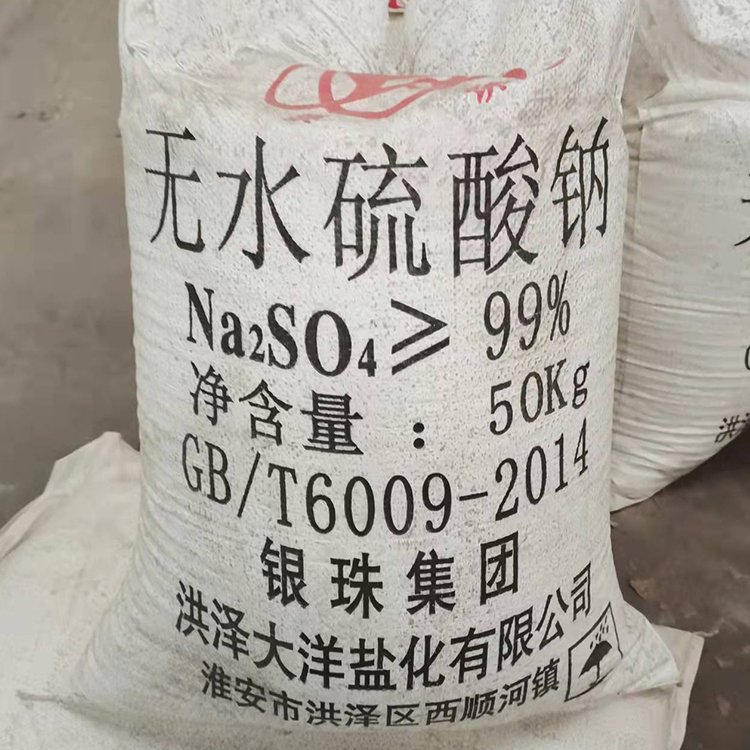 无水硫酸钠
Na₂SO₄≥99%
净含量：50Kg
GB/T6009-2014
银珠集团
洪泽大洋盐化有限公司
淮安市洪泽区西顺河镇
洪